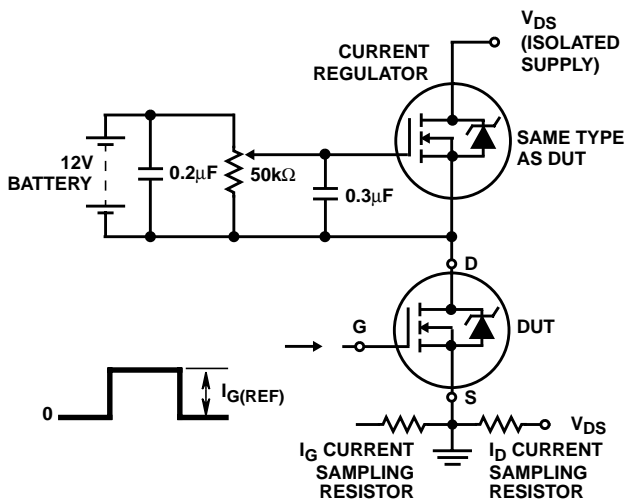 V_DS
(ISOLATED
SUPPLY)
CURRENT
REGULATOR
SAME TYPE
AS DUT
12V
BATTERY
0.2µF
50kΩ
0.3µF
D
DUT
G
I_G(REF)
0
S
V_DS
I_G CURRENT
SAMPLING
RESISTOR
I_D CURRENT
SAMPLING
RESISTOR